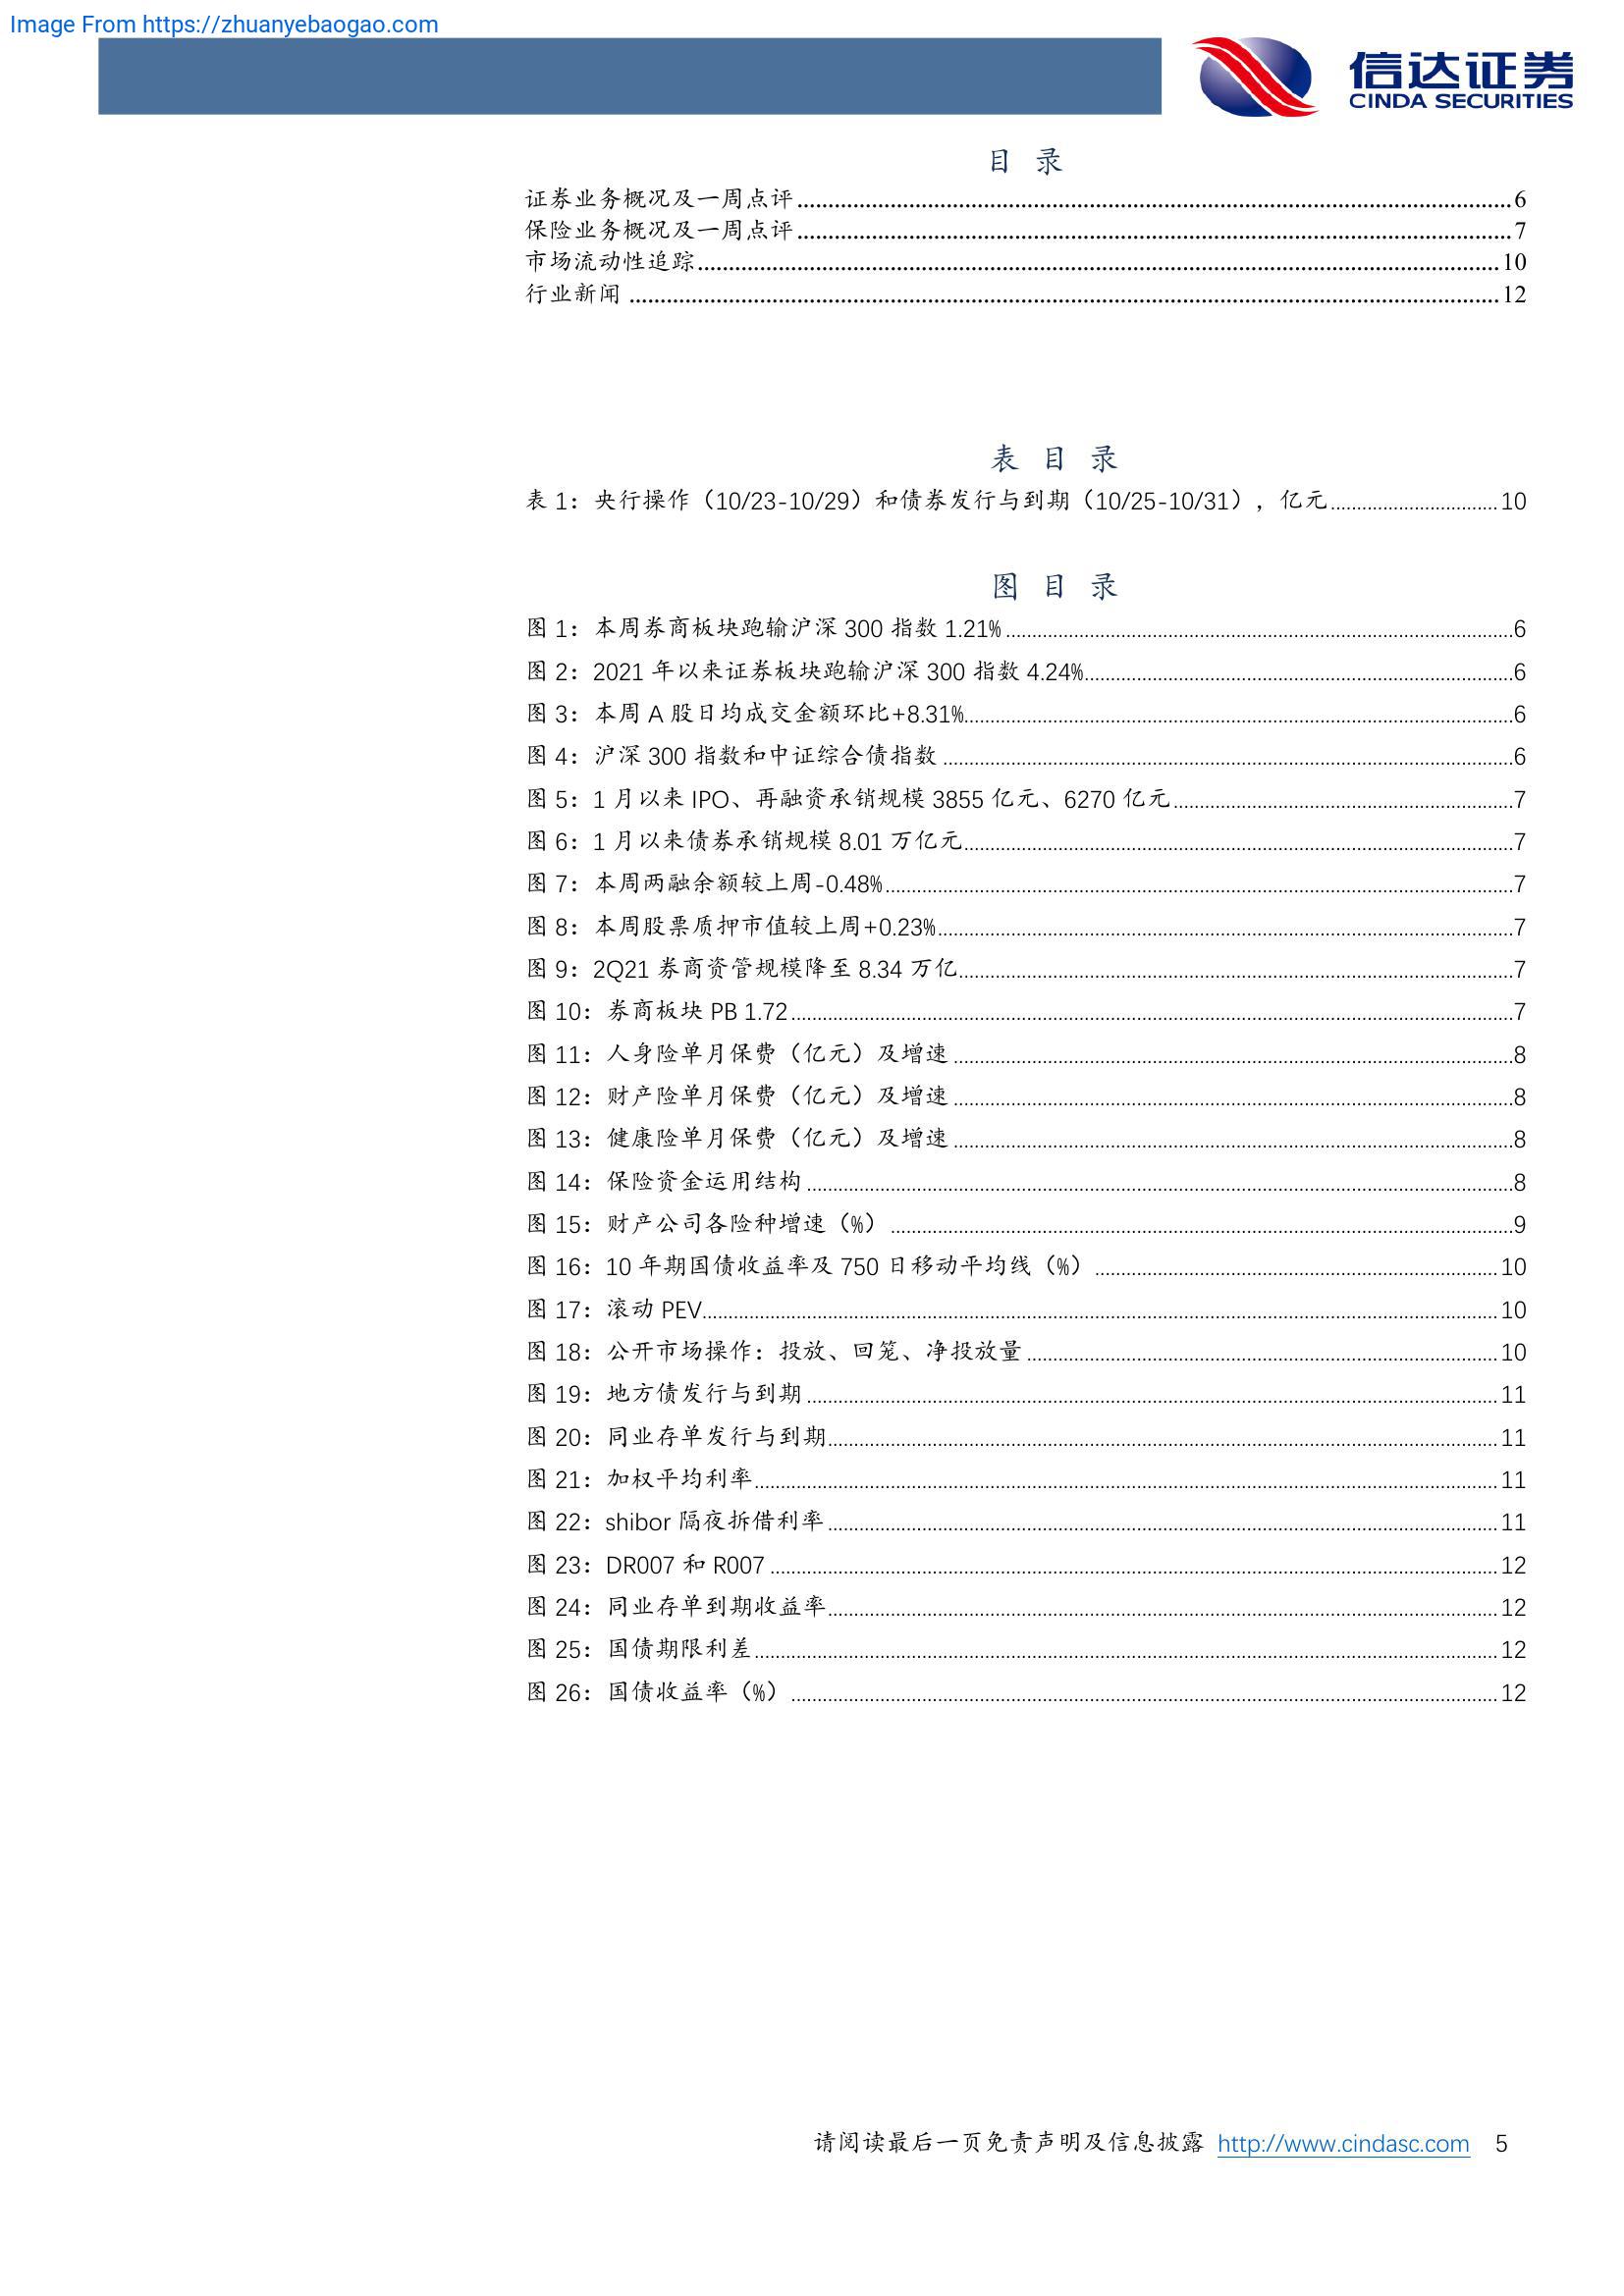 Image From https://zhuanyebaogao.com
信达证券
CINDA SECURITIES
目 录
证券业务概况及一周点评 6
保险业务概况及一周点评 7
市场流动性追踪 10
行业新闻 12
表 目 录
表 1：央行操作（10/23-10/29）和债券发行与到期（10/25-10/31），亿元 10
图 目 录
图 1：本周券商板块跑输沪深 300 指数 1.21% 6
图 2：2021 年以来证券板块跑输沪深 300 指数 4.24% 6
图 3：本周 A 股日均成交金额环比+8.31% 6
图 4：沪深 300 指数和中证综合债指数 6
图 5：1 月以来 IPO、再融资承销规模 3855 亿元、6270 亿元 7
图 6：1 月以来债券承销规模 8.01 万亿元 7
图 7：本周两融余额较上周-0.48% 7
图 8：本周股票质押市值较上周+0.23% 7
图 9：2Q21 券商资管规模降至 8.34 万亿 7
图 10：券商板块 PB 1.72 7
图 11：人身险单月保费（亿元）及增速 8
图 12：财产险单月保费（亿元）及增速 8
图 13：健康险单月保费（亿元）及增速 8
图 14：保险资金运用结构 8
图 15：财产公司各险种增速（%） 9
图 16：10 年期国债收益率及 750 日移动平均线（%） 10
图 17：滚动 PEV 10
图 18：公开市场操作：投放、回笼、净投放量 10
图 19：地方债发行与到期 11
图 20：同业存单发行与到期 11
图 21：加权平均利率 11
图 22：shibor 隔夜拆借利率 11
图 23：DR007 和 R007 12
图 24：同业存单到期收益率 12
图 25：国债期限利差 12
图 26：国债收益率（%） 12
请阅读最后一页免责声明及信息披露 http://www.cindasc.com 5